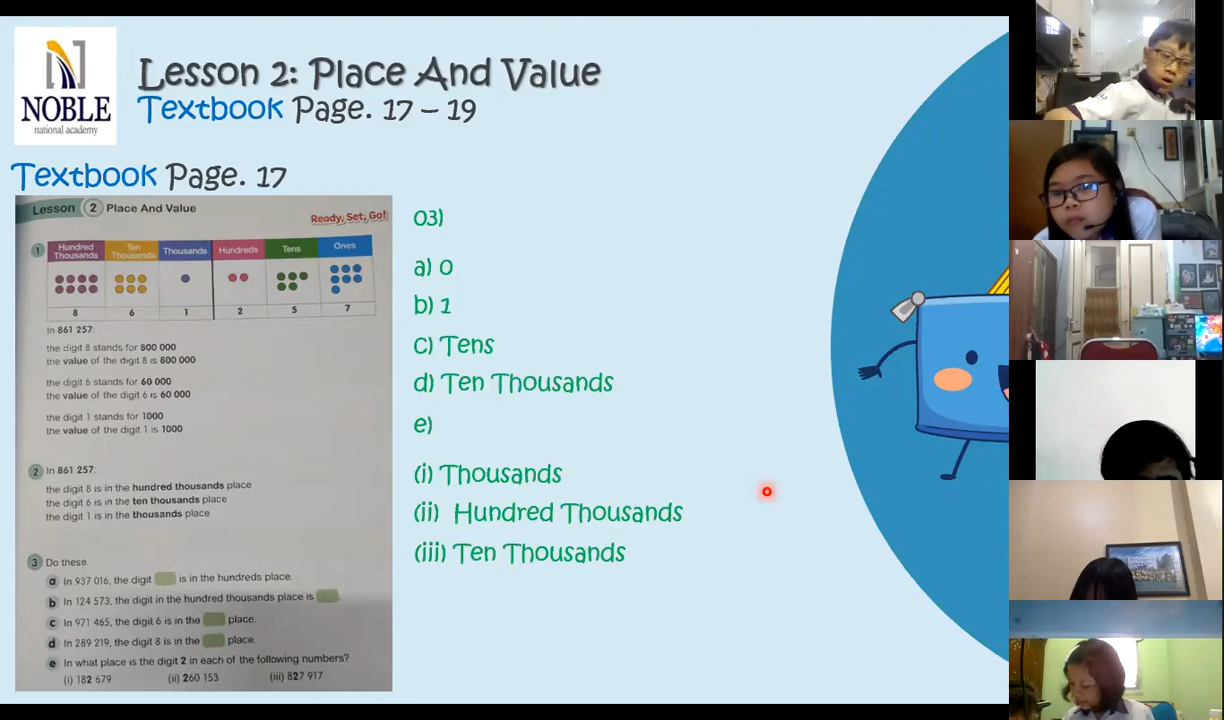 NOBLE
national academy
Lesson 2: Place And Value
Textbook Page. 17 – 19
Textbook Page. 17
Lesson 2 Place And Value
Ready, Set, Go!
1
Hundred Thousands Ten Thousands Thousands Hundreds Tens Ones
8 6 1 2 5 7
In 861 257:
the digit 8 stands for 800 000
the value of the digit 8 is 800 000
the digit 6 stands for 60 000
the value of the digit 6 is 60 000
the digit 1 stands for 1000
the value of the digit 1 is 1000
2 In 861 257:
the digit 8 is in the hundred thousands place
the digit 6 is in the ten thousands place
the digit 1 is in the thousands place
3 Do these.
a In 937 016, the digit is in the hundreds place.
b In 124 573, the digit in the hundred thousands place is .
c In 971 465, the digit 6 is in the place.
d In 289 219, the digit 8 is in the place.
e In what place is the digit 2 in each of the following numbers?
(i) 182 679 (ii) 260 153 (iii) 827 917
03)
a) 0
b) 1
c) Tens
d) Ten Thousands
e)
(i) Thousands
(ii) Hundred Thousands
(iii) Ten Thousands